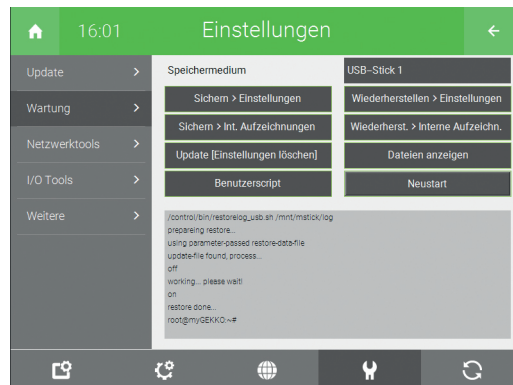 16:01
Einstellungen
Update
Wartung
Netzwerktools
I/O Tools
Weitere
Speichermedium
USB-Stick 1
Sichern > Einstellungen
Wiederherstellen > Einstellungen
Sichern > Int. Aufzeichnungen
Wiederherst. > Interne Aufzeichn.
Update [Einstellungen löschen]
Dateien anzeigen
Benutzerscript
Neustart
/control/bin/restorelog_usb.sh /mnt/mstick/log
prepareing restore...
using parameter-passed restore-data-file
update-file found, process...
off
working... please wait!
on
restore done...
root@myGEKKO:~#